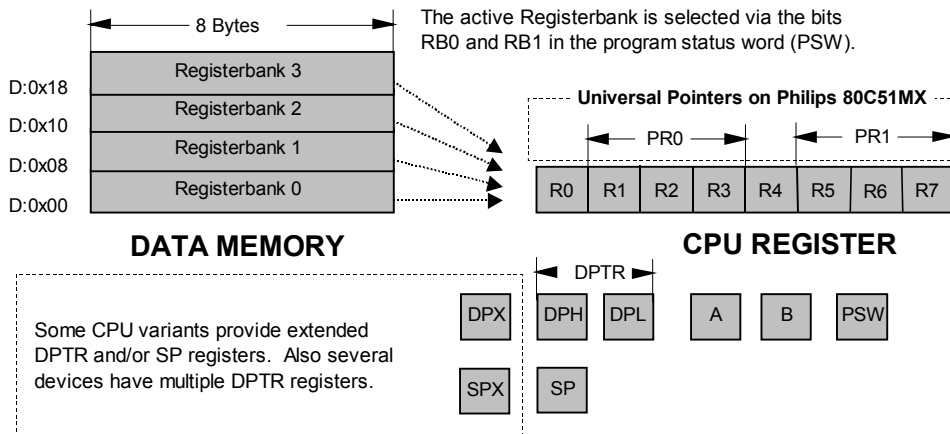 8 Bytes
The active Registerbank is selected via the bits
RB0 and RB1 in the program status word (PSW).
Registerbank 3
D:0x18
Registerbank 2
D:0x10
Registerbank 1
D:0x08
Registerbank 0
D:0x00
Universal Pointers on Philips 80C51MX
PR0 PR1
R0 R1 R2 R3 R4 R5 R6 R7
DATA MEMORY
CPU REGISTER
DPTR
Some CPU variants provide extended
DPTR and/or SP registers. Also several
devices have multiple DPTR registers.
DPX DPH DPL A B PSW
SPX SP